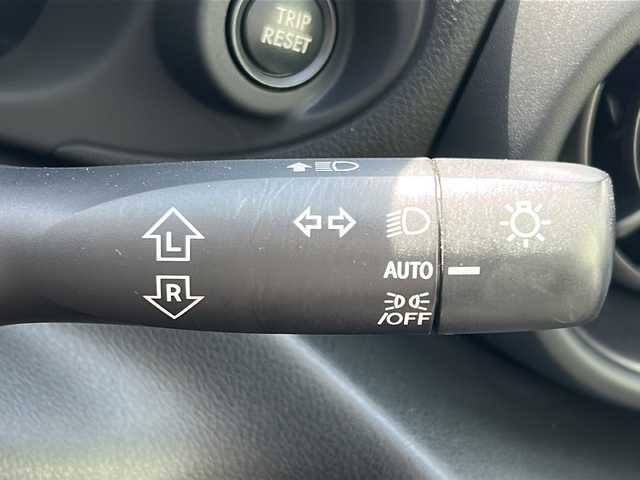 TRIP
RESET
L
AUTO
R
/OFF